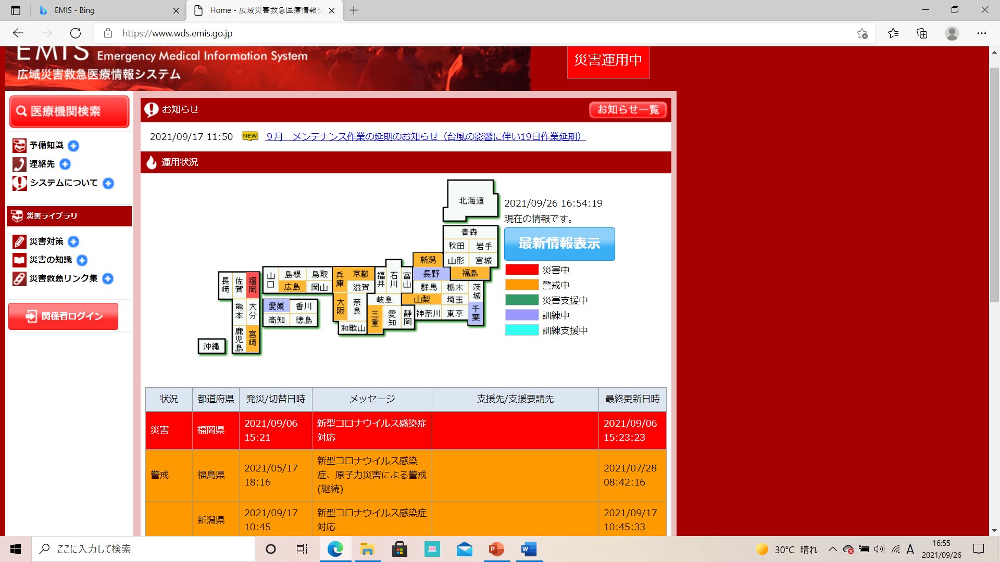 EMIS - Bing
Home - 広域災害救急医療情報シ
https://www.wds.emis.go.jp
EMIS Emergency Medical Information System
広域災害救急医療情報システム
災害運用中
医療機関検索
予備知識
連絡先
システムについて
災害ライブラリ
災害対策
災害の知識
災害救急リンク集
関係者ログイン
お知らせ
お知らせ一覧
2021/09/17 11:50 NEW 9月 メンテナンス作業の延期のお知らせ（台風の影響に伴い19日作業延期）
運用状況
北海道
青森
秋田 岩手
山形 宮城
新潟
長野 福島
山口 島根 鳥取 兵庫 京都 福井 石川 富山
広島 岡山 滋賀
群馬 栃木 茨城
長崎 佐賀 福岡
岐阜 山梨 埼玉
愛媛 香川
高知 徳島
大阪 奈良 三重 愛知 静岡 神奈川 東京 千葉
和歌山
熊本 大分
鹿児島 宮崎
沖縄
2021/09/26 16:54:19
現在の情報です。
最新情報表示
災害中
警戒中
災害支援中
訓練中
訓練支援中
状況 都道府県 発災/切替日時 メッセージ 支援先/支援要請先 最終更新日時
災害 福岡県 2021/09/06 15:21 新型コロナウイルス感染症対応 2021/09/06 15:23:23
警戒 福島県 2021/05/17 18:16 新型コロナウイルス感染症、原子力災害による警戒(継続) 2021/07/28 08:42:16
新潟県 2021/09/17 10:45 新型コロナウイルス感染症対応 2021/09/17 10:45:33
ここに入力して検索
30°C 晴れ
A
16:55
2021/09/26